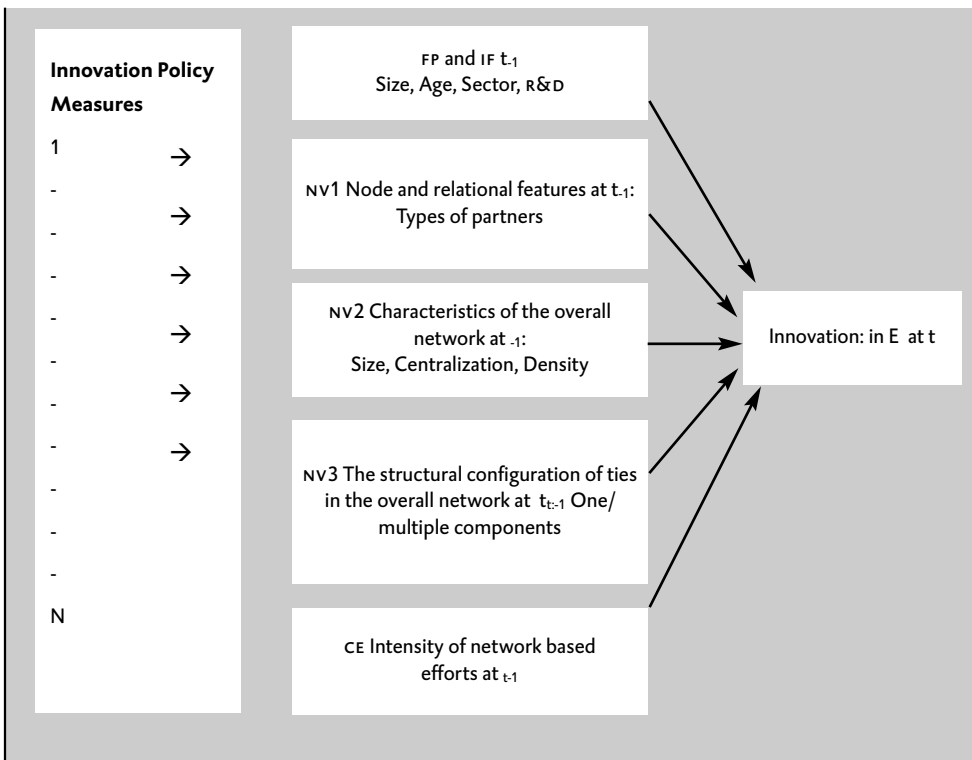 Innovation Policy
Measures
1 →
-
- →
-
- →
-
- →
-
- →
-
- →
-
-
-
N
FP and IF t-1
Size, Age, Sector, R&D
NV1 Node and relational features at t-1:
Types of partners
NV2 Characteristics of the overall
network at -1:
Size, Centralization, Density
NV3 The structural configuration of ties
in the overall network at tt:-1 One/
multiple components
CE Intensity of network based
efforts at t-1
Innovation: in E at t